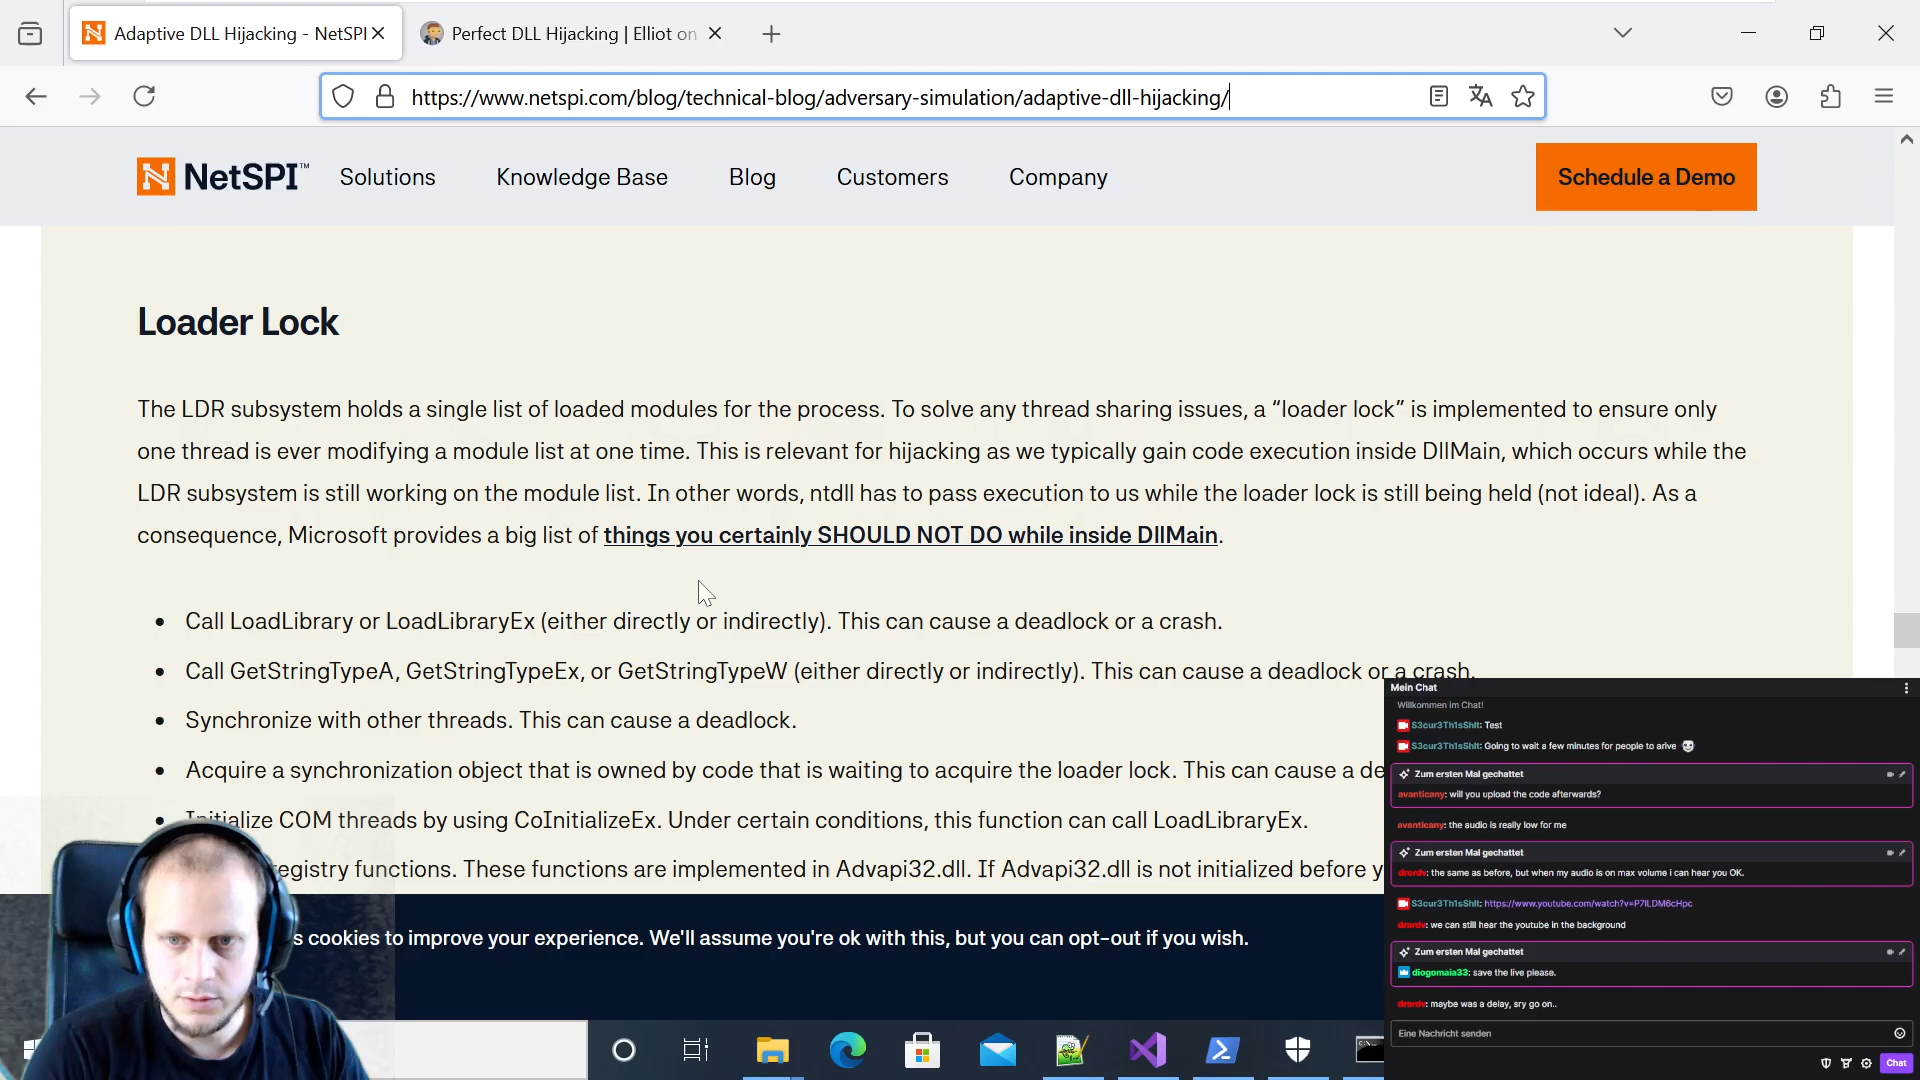 Adaptive DLL Hijacking - NetSPI
Perfect DLL Hijacking | Elliot on
https://www.netspi.com/blog/technical-blog/adversary-simulation/adaptive-dll-hijacking/
NetSPI™
Solutions
Knowledge Base
Blog
Customers
Company
Schedule a Demo
Loader Lock
The LDR subsystem holds a single list of loaded modules for the process. To solve any thread sharing issues, a “loader lock” is implemented to ensure only
one thread is ever modifying a module list at one time. This is relevant for hijacking as we typically gain code execution inside DllMain, which occurs while the
LDR subsystem is still working on the module list. In other words, ntdll has to pass execution to us while the loader lock is still being held (not ideal). As a
consequence, Microsoft provides a big list of things you certainly SHOULD NOT DO while inside DllMain.
• Call LoadLibrary or LoadLibraryEx (either directly or indirectly). This can cause a deadlock or a crash.
• Call GetStringTypeA, GetStringTypeEx, or GetStringTypeW (either directly or indirectly). This can cause a deadlock or a crash.
• Synchronize with other threads. This can cause a deadlock.
• Acquire a synchronization object that is owned by code that is waiting to acquire the loader lock. This can cause a de
• Initialize COM threads by using CoInitializeEx. Under certain conditions, this function can call LoadLibraryEx.
egistry functions. These functions are implemented in Advapi32.dll. If Advapi32.dll is not initialized before y
s cookies to improve your experience. We'll assume you're ok with this, but you can opt-out if you wish.
Mein Chat
Willkommen im Chat!
S3cur3Th1sSh1t: Test
S3cur3Th1sSh1t: Going to wait a few minutes for people to arive
Zum ersten Mal gechattet
avanticany: will you upload the code afterwards?
avanticany: the audio is really low for me
Zum ersten Mal gechattet
drordv: the same as before, but when my audio is on max volume i can hear you OK.
S3cur3Th1sSh1t: https://www.youtube.com/watch?v=P7ILDM6cHpc
drordv: we can still hear the youtube in the background
Zum ersten Mal gechattet
diogomaia33: save the live please.
drordv: maybe was a delay, sry go on..
Eine Nachricht senden
Chat